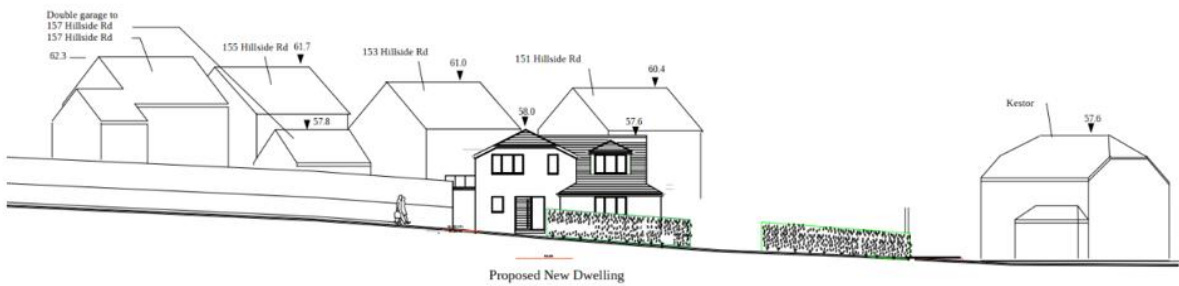 Double garage to
157 Hillside Rd
157 Hillside Rd
62.3
155 Hillside Rd
61.7
153 Hillside Rd
61.0
151 Hillside Rd
60.4
57.8
58.0
57.6
Kestor
57.6
Proposed New Dwelling